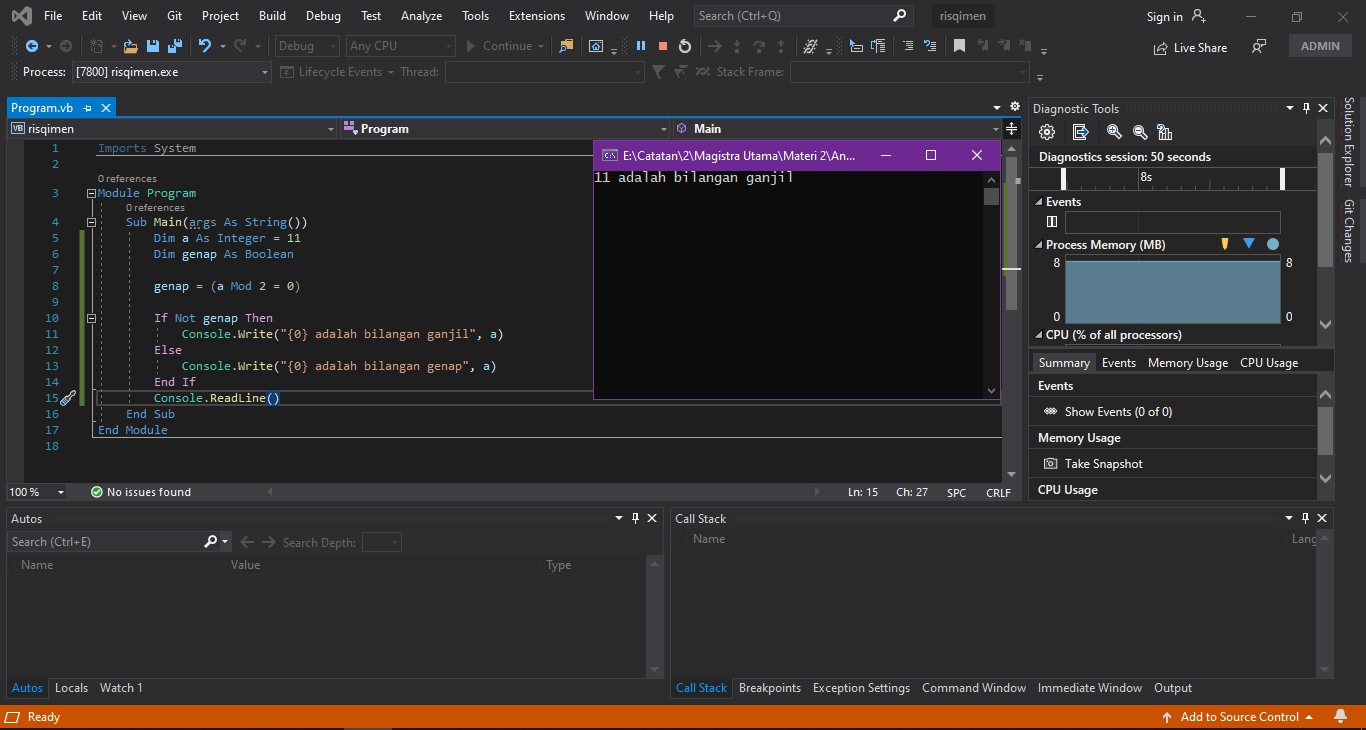 File Edit View Git Project Build Debug Test Analyze Tools Extensions Window Help Search (Ctrl+Q) risqimen Sign in
Debug Any CPU Continue Live Share ADMIN
Process: [7800] risqimen.exe Lifecycle Events Thread: Stack Frame:
Program.vb
VB risqimen Program Main
1 Imports System
2
0 references
3 Module Program
0 references
4 Sub Main(args As String())
5 Dim a As Integer = 11
6 Dim genap As Boolean
7
8 genap = (a Mod 2 = 0)
9
10 If Not genap Then
11 Console.Write("{0} adalah bilangan ganjil", a)
12 Else
13 Console.Write("{0} adalah bilangan genap", a)
14 End If
15 Console.ReadLine()
16 End Sub
17 End Module
18
E:\Catatan\2\Magistra Utama\Materi 2\An...
11 adalah bilangan ganjil
100 % No issues found Ln: 15 Ch: 27 SPC CRLF
Diagnostic Tools
Diagnostics session: 50 seconds
8s
Events
Process Memory (MB)
8 8
0 0
CPU (% of all processors)
Summary Events Memory Usage CPU Usage
Events
Show Events (0 of 0)
Memory Usage
Take Snapshot
CPU Usage
Solution Explorer
Git Changes
Autos
Search (Ctrl+E) Search Depth:
Name Value Type
Autos Locals Watch 1
Call Stack
Name Lang
Call Stack Breakpoints Exception Settings Command Window Immediate Window Output
Ready Add to Source Control